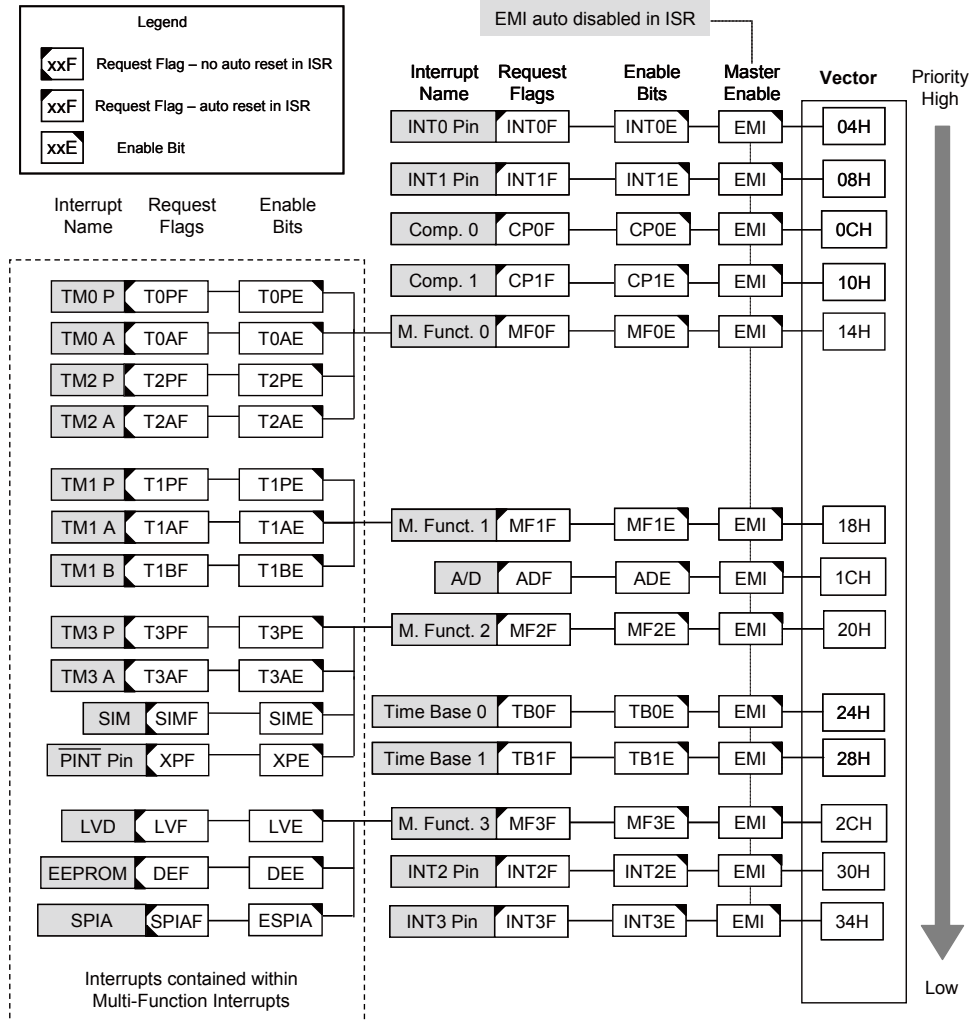 Legend
xxF Request Flag – no auto reset in ISR
xxF Request Flag – auto reset in ISR
xxE Enable Bit
EMI auto disabled in ISR
Interrupt Name
Request Flags
Enable Bits
Master Enable
Vector
Priority
High
INT0 Pin INT0F INT0E EMI 04H
INT1 Pin INT1F INT1E EMI 08H
Comp. 0 CP0F CP0E EMI 0CH
Comp. 1 CP1F CP1E EMI 10H
M. Funct. 0 MF0F MF0E EMI 14H
M. Funct. 1 MF1F MF1E EMI 18H
A/D ADF ADE EMI 1CH
M. Funct. 2 MF2F MF2E EMI 20H
Time Base 0 TB0F TB0E EMI 24H
Time Base 1 TB1F TB1E EMI 28H
M. Funct. 3 MF3F MF3E EMI 2CH
INT2 Pin INT2F INT2E EMI 30H
INT3 Pin INT3F INT3E EMI 34H
Low
Interrupt Name
Request Flags
Enable Bits
TM0 P T0PF T0PE
TM0 A T0AF T0AE
TM2 P T2PF T2PE
TM2 A T2AF T2AE
TM1 P T1PF T1PE
TM1 A T1AF T1AE
TM1 B T1BF T1BE
TM3 P T3PF T3PE
TM3 A T3AF T3AE
SIM SIMF SIME
PINT Pin XPF XPE
LVD LVF LVE
EEPROM DEF DEE
SPIA SPIAF ESPIA
Interrupts contained within
Multi-Function Interrupts